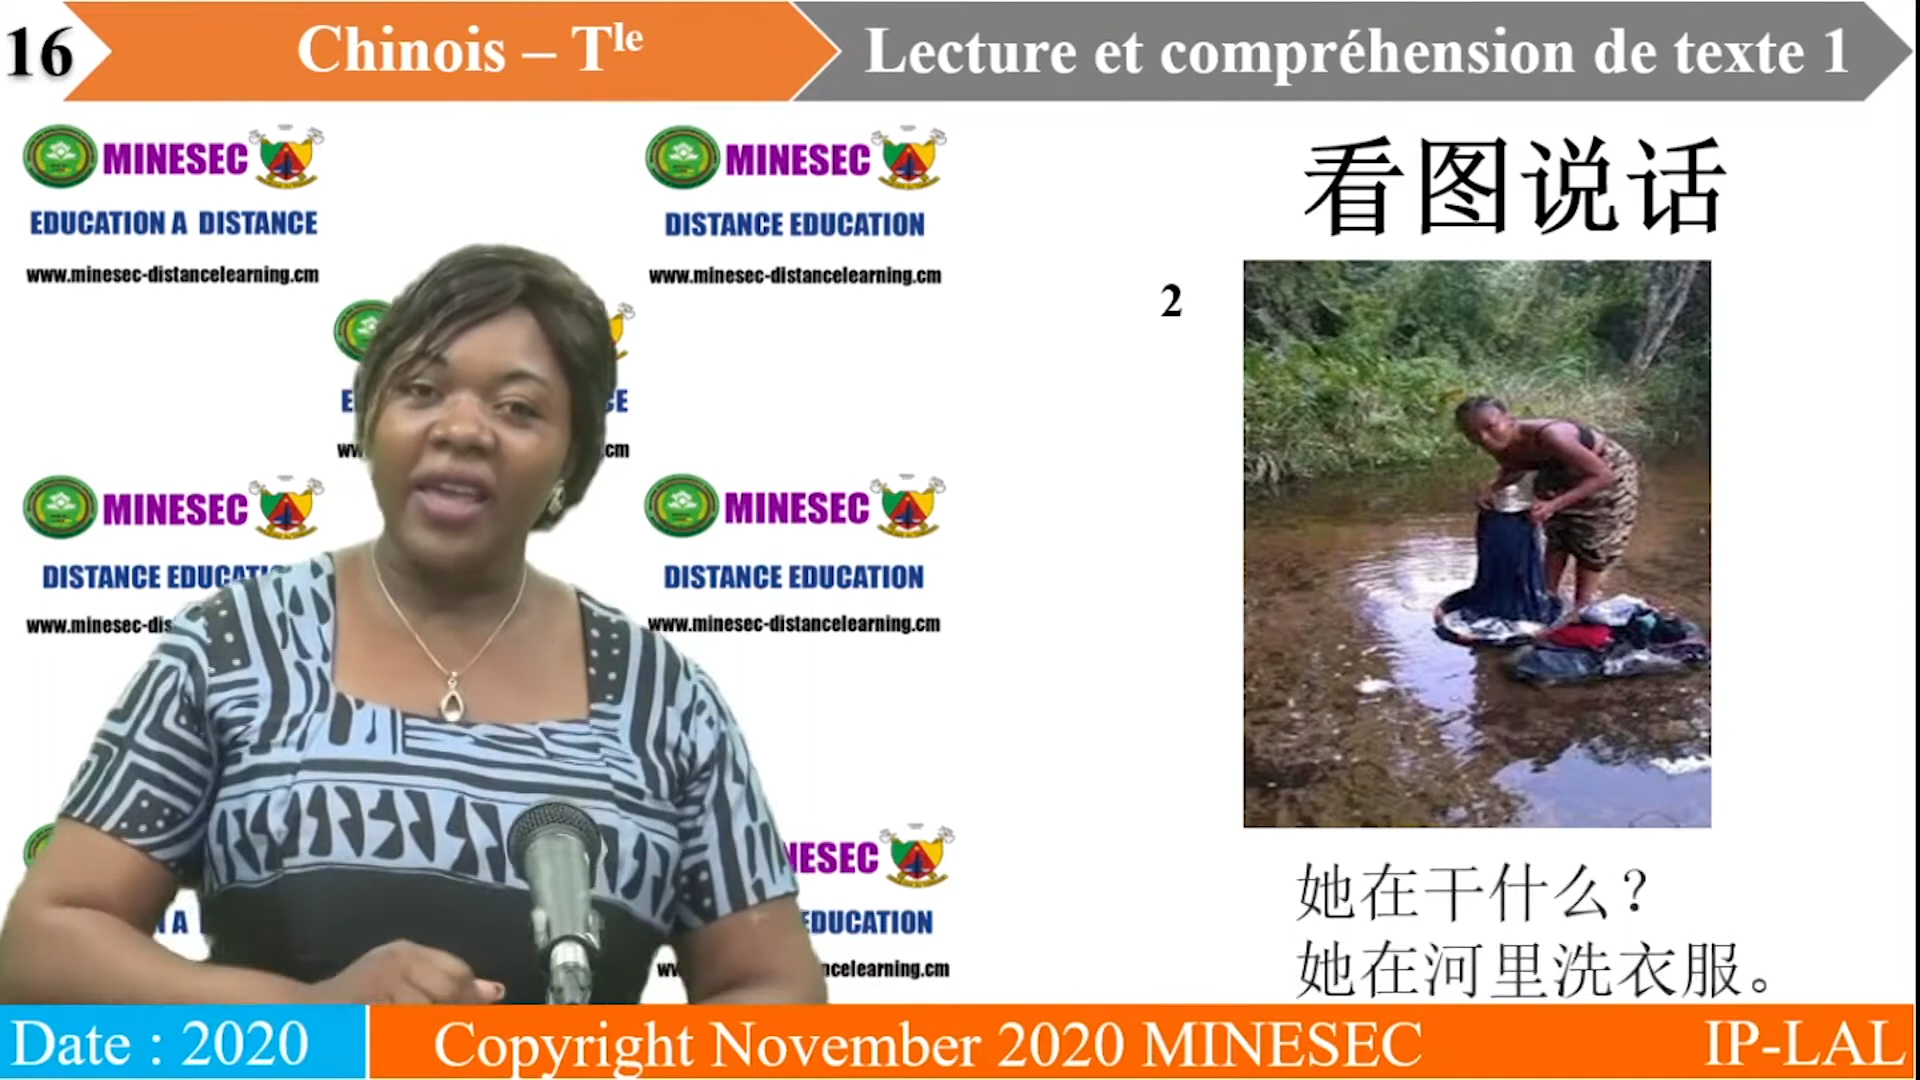 16
Chinois – Tle
Lecture et compréhension de texte 1
MINESEC
EDUCATION A DISTANCE
www.minesec-distancelearning.cm
MINESEC
DISTANCE EDUCATION
www.minesec-distancelearning.cm
看图说话
2
MINESEC
MINESEC
DISTANCE EDUCATION
www.minesec-distancelearning.cm
她在干什么？
她在河里洗衣服。
Date : 2020
Copyright November 2020 MINESEC
IP-LAL